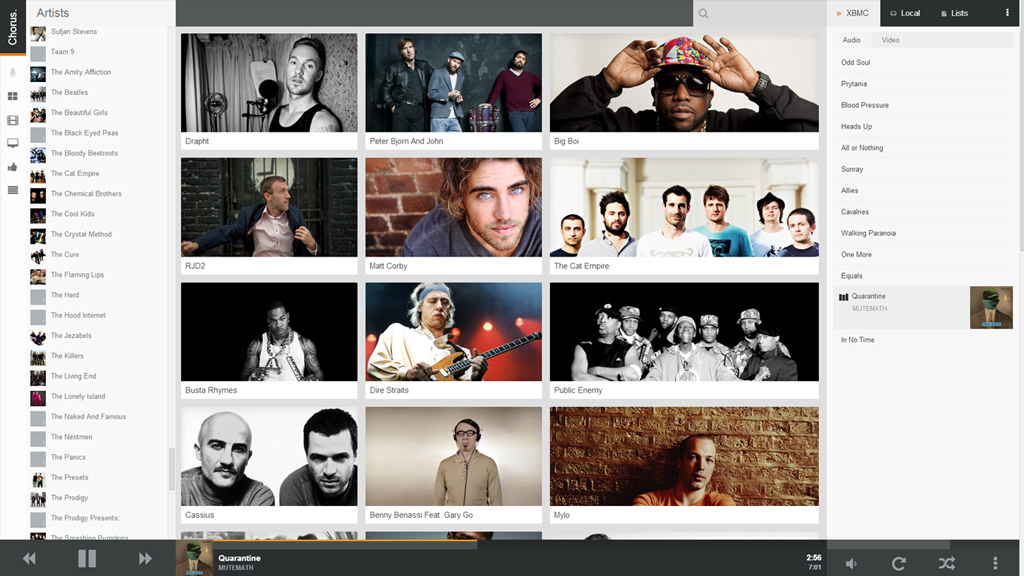 Chorus.
Artists
Sufjan Stevens
Team 9
The Amity Affliction
The Beatles
The Beautiful Girls
The Black Eyed Peas
The Bloody Beetroots
The Cat Empire
The Chemical Brothers
The Cool Kids
The Crystal Method
The Cure
The Flaming Lips
The Herd
The Hood Internet
The Jezabels
The Killers
The Living End
The Lonely Island
The Naked And Famous
The Nextmen
The Panics
The Presets
The Prodigy
The Prodigy Presents:
The Smashing Pumpkins
Drapht
Peter Bjorn And John
Big Boi
RJD2
Matt Corby
The Cat Empire
Busta Rhymes
Dire Straits
Public Enemy
Cassius
Benny Benassi Feat. Gary Go
Mylo
XBMC
Local
Lists
Audio
Video
Odd Soul
Prytania
Blood Pressure
Heads Up
All or Nothing
Sunray
Allies
Cavalries
Walking Paranoia
One More
Equals
Quarantine
MUTEMATH
In No Time
Quarantine
MUTEMATH
2:56
7:01